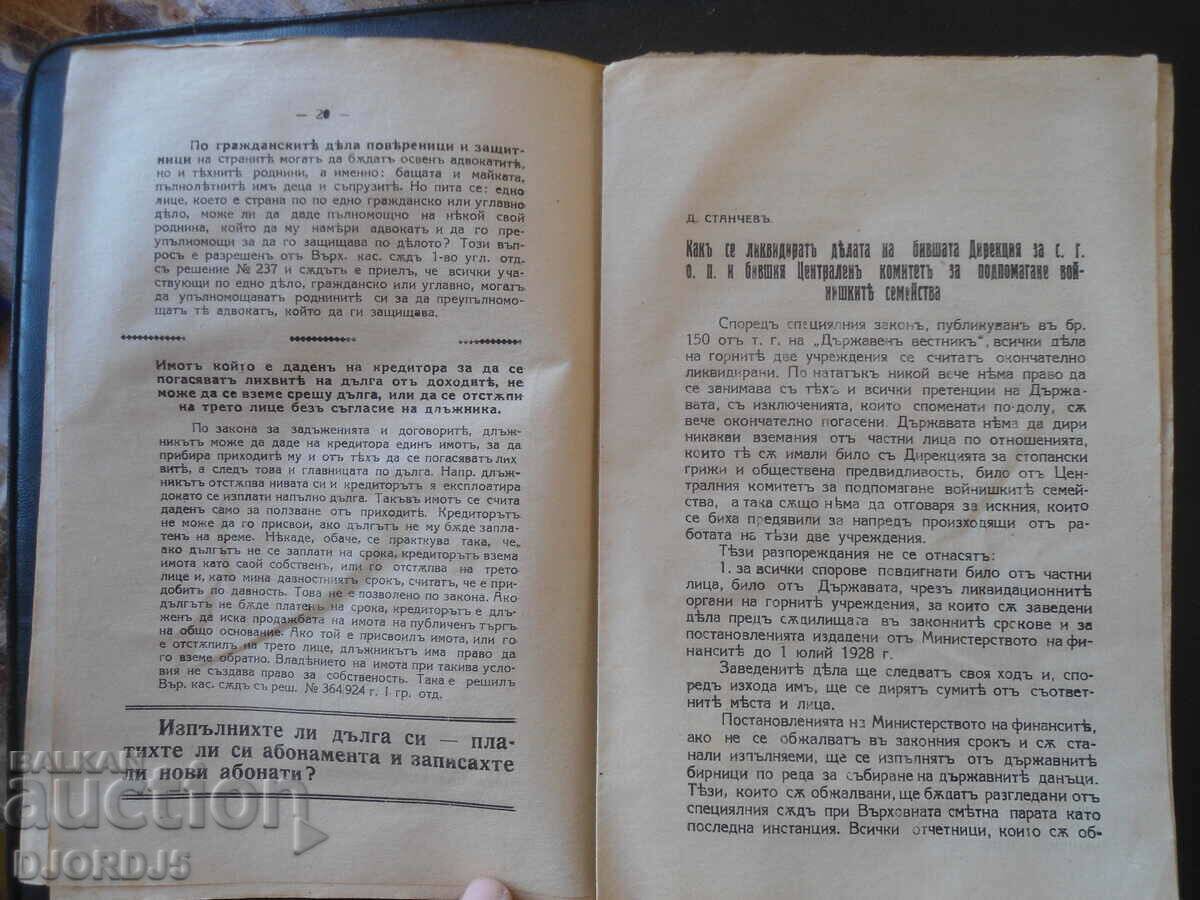 — 20 —
По гражданскитѣ дѣла повѣреници и защит-
ници на странитѣ могатъ да бѫдатъ освенъ адвокатитѣ,
но и тѣхнитѣ роднини, а именно: бащата и майката,
пълнолѣтнитѣ имъ деца и съпрузитѣ. Но пита се: едно
лице, което е страна по по едно гражданско или углавно
дѣло, може ли да даде пълномощно на нѣкой свой
роднина, който да му намѣри адвокатъ и да го пре-
упълномощи за да го защищава по дѣлото? Този въп-
росъ е разрешенъ отъ Върх. кас. сѫдъ 1-во угл. отд.
съ решение № 237 и сѫдътъ е приелъ, че всички учас-
твующи по едно дѣло, гражданско или углавно, могатъ
да упълномощаватъ роднинитѣ си за да преупълномо-
щатъ тѣ адвокатъ, който да ги защищава.
Имотъ който е даденъ на кредитора за да се
погасяватъ лихвитѣ на дълга отъ доходитѣ, не
може да се вземе срещу дълга, или да се отстѫпи
на трето лице безъ съгласие на длъжника.
По закона за задълженията и договоритѣ, длъж-
никътъ може да даде на кредитора единъ имотъ, за да
прибира приходитѣ му и отъ тѣхъ да се погасяватъ лих
витѣ, а следъ това и главницата по дълга. Напр. длъж-
никътъ отстѫпва нивата си и кредиторътъ я експлоатира
докато се изплати напълно дълга. Такъвъ имотъ се счита
даденъ само за ползване отъ приходитѣ. Кредиторътъ
не може да го присвои, ако дългътъ не му бѫде запла-
тенъ на време. Нѣкаде, обаче, се практкува така, че,
ако дългътъ не се заплати на срока, кредиторътъ взема
имота като свой собственъ, или го отстѫпва на трето
лице и, като мина давностниятъ срокъ, считатъ, че е при-
добитъ по давность. Това не е позволено по закона. Ако
дългътъ не бѫде платенъ на срока, кредиторътъ е длъ-
женъ да иска продажбата на имота на публиченъ търгъ
на общо основание. Ако той е присвоилъ имота, или го
е отстѫпилъ на трето лице, длъжникътъ има право да
го вземе обратно. Владението на имота при такива усло-
вия не създава право за собственость. Така е решилъ
Вър. кас. сѫдъ съ реш. № 364,924 г. I гр. отд.
Изпълнихте ли дълга си — пла-
тихте ли си абонамента и записахте
ли нови абонати?
Д. СТЯНЧЕВЪ.
Какъ се ликвидиратъ дѣлата на бившата Дирекция за с. г.
о. п. и бившия Централенъ комитетъ за подпомагане вой-
нишкитѣ семейства
Споредъ специялния законъ, публикуванъ въ бр.
150 отъ т. г. на „Държавенъ вестникъ", всички дѣла
на горнитѣ две учреждения се считатъ окончателно
ликвидирани. По нататъкъ никой вече нѣма право да
се занимава съ тѣхъ и всички претенции на Държа-
вата, съ изключенията, които споменати по-долу, сѫ
вече окончателно погасени. Държавата нѣма да дири
никакви вземания отъ частни лица по отношенията,
които тѣ сѫ имали било съ Дирекцията за стопански
грижи и обществена предвидливость, било отъ Цен-
тралния комитетъ за подпомагане войнишкитѣ семей-
ства, а така сѫщо нѣма да отговаря за искния, които
се биха предявили за напредъ произходящи отъ ра-
ботата на тѣзи две учреждения.
Тѣзи разпореждания не се отнасятъ:
1. за всички спорове повдигнати било отъ частни
лица, било отъ Държавата, чрезъ ликвидационнитѣ
органи на горнитѣ учреждения, за които сѫ заведени
дѣла предъ сѫдилищата въ законнитѣ срскове и за
постановленията издадени отъ Министерството на фи-
нанситѣ до 1 юлий 1928 г.
Заведенитѣ дѣла ще следватъ своя ходъ и, спо-
редъ изхода имъ, ще се дирятъ сумитѣ отъ съответ-
нитѣ мѣста и лица.
Постановленията на Министерството на финанситѣ,
ако не се обжалватъ въ законния срокъ и сѫ ста-
нали изпълняеми, ще се изпълнятъ отъ държавнитѣ
бирници по реда за събиране на държавнитѣ данъци.
Тѣзи, които сѫ обжалвани, ще бѫдатъ разгледани отъ
специялния сѫдъ при Върховната смѣтна парата като
последна инстанция. Всички отчетници, които сѫ об-
BALKAN
auction
DJORDJ5